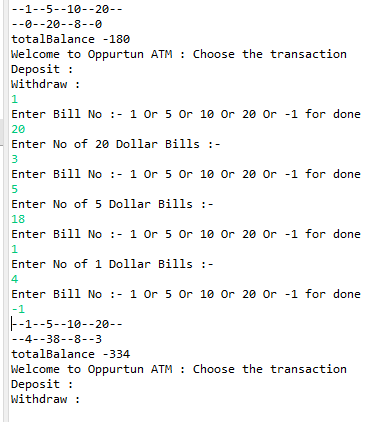 --1--5--10--20--
--0--20--8--0
totalBalance -180
Welcome to Oppurtun ATM : Choose the transaction
Deposit :
Withdraw :
1
Enter Bill No :- 1 Or 5 Or 10 Or 20 Or -1 for done
20
Enter No of 20 Dollar Bills :-
3
Enter Bill No :- 1 Or 5 Or 10 Or 20 Or -1 for done
5
Enter No of 5 Dollar Bills :-
18
Enter Bill No :- 1 Or 5 Or 10 Or 20 Or -1 for done
1
Enter No of 1 Dollar Bills :-
4
Enter Bill No :- 1 Or 5 Or 10 Or 20 Or -1 for done
-1
--1--5--10--20--
--4--38--8--3
totalBalance -334
Welcome to Oppurtun ATM : Choose the transaction
Deposit :
Withdraw :